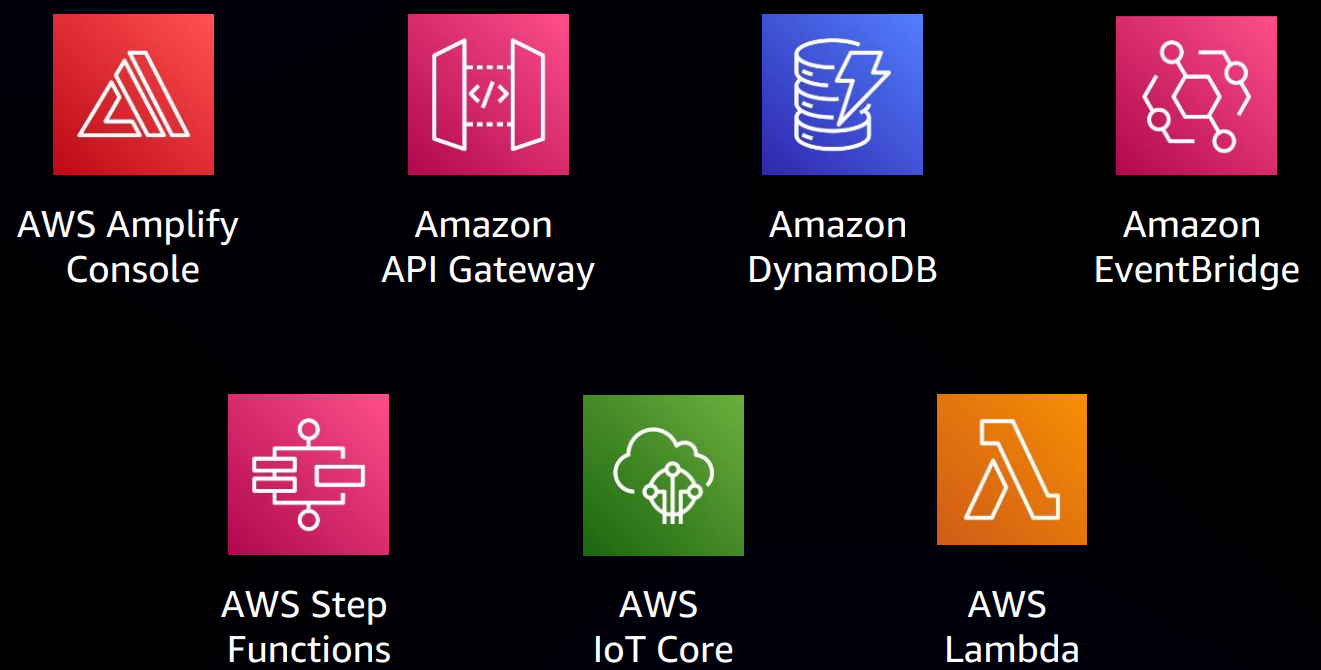 AWS Amplify
Console
Amazon
API Gateway
Amazon
DynamoDB
Amazon
EventBridge
</>
AWS Step
Functions
AWS
IoT Core
AWS
Lambda